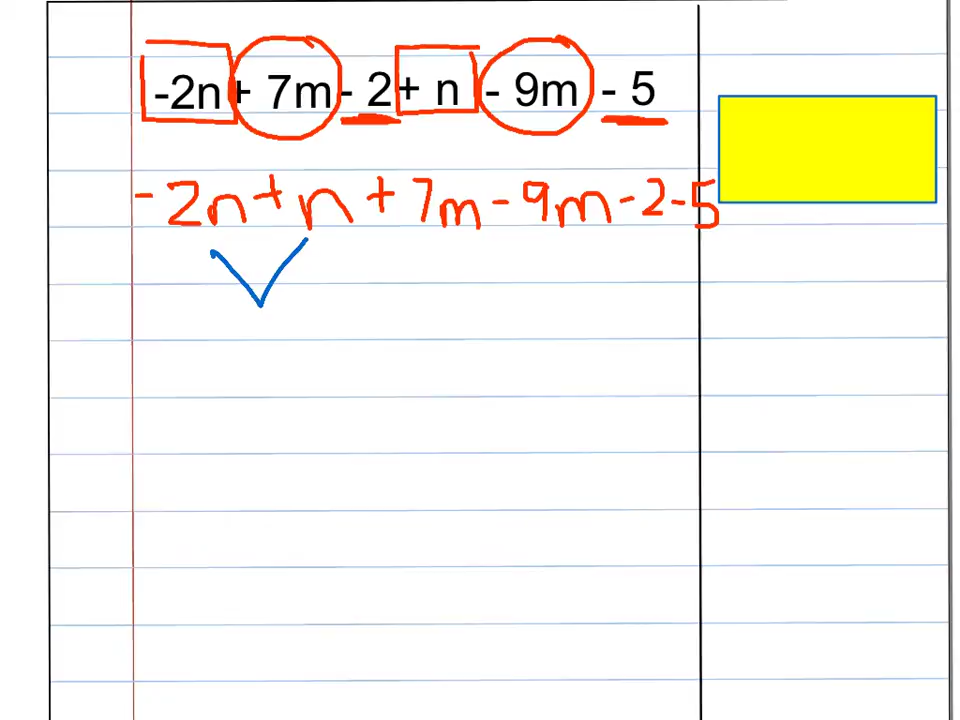 -2n + 7m - 2 + n - 9m - 5
-2n + n + 7m - 9m - 2 - 5